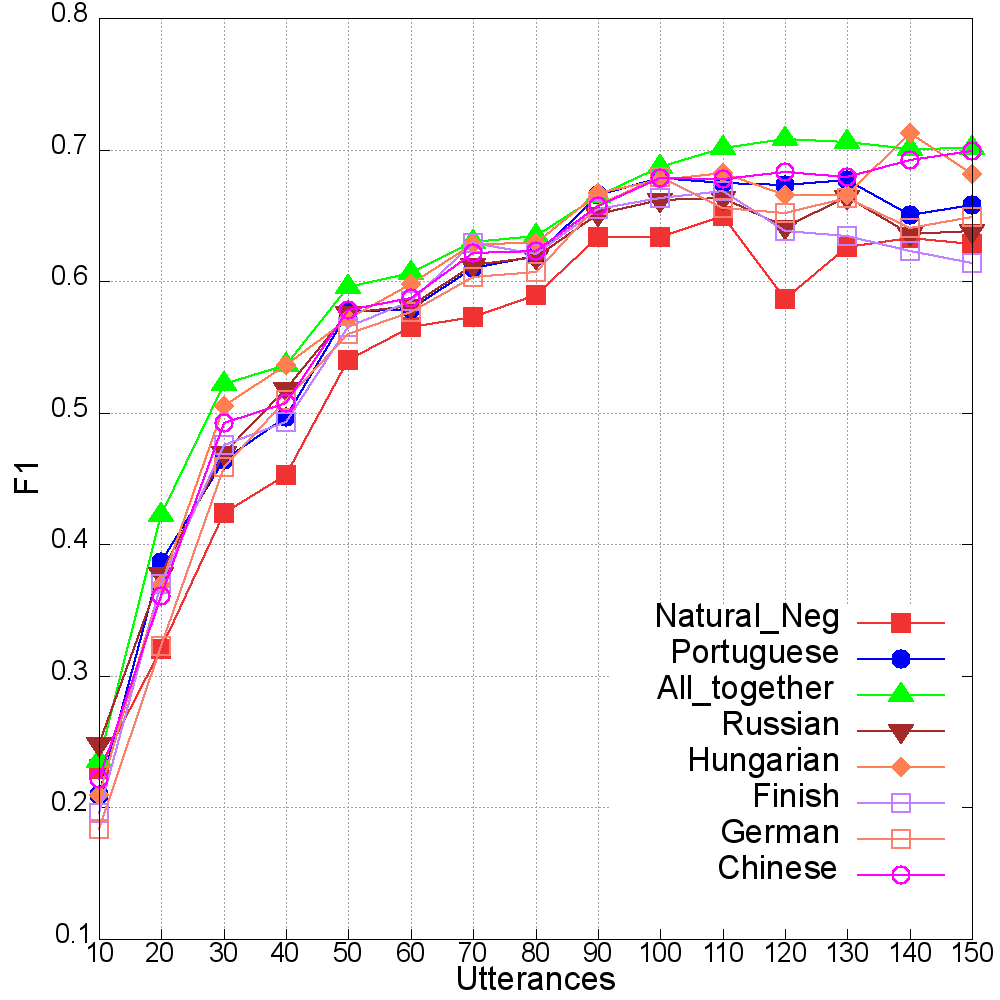 0.8
0.7
0.6
0.5
0.4
0.3
0.2
0.1
F1
Natural_Neg
Portuguese
All_together
Russian
Hungarian
Finish
German
Chinese
10 20 30 40 50 60 70 80 90 100 110 120 130 140 150
Utterances